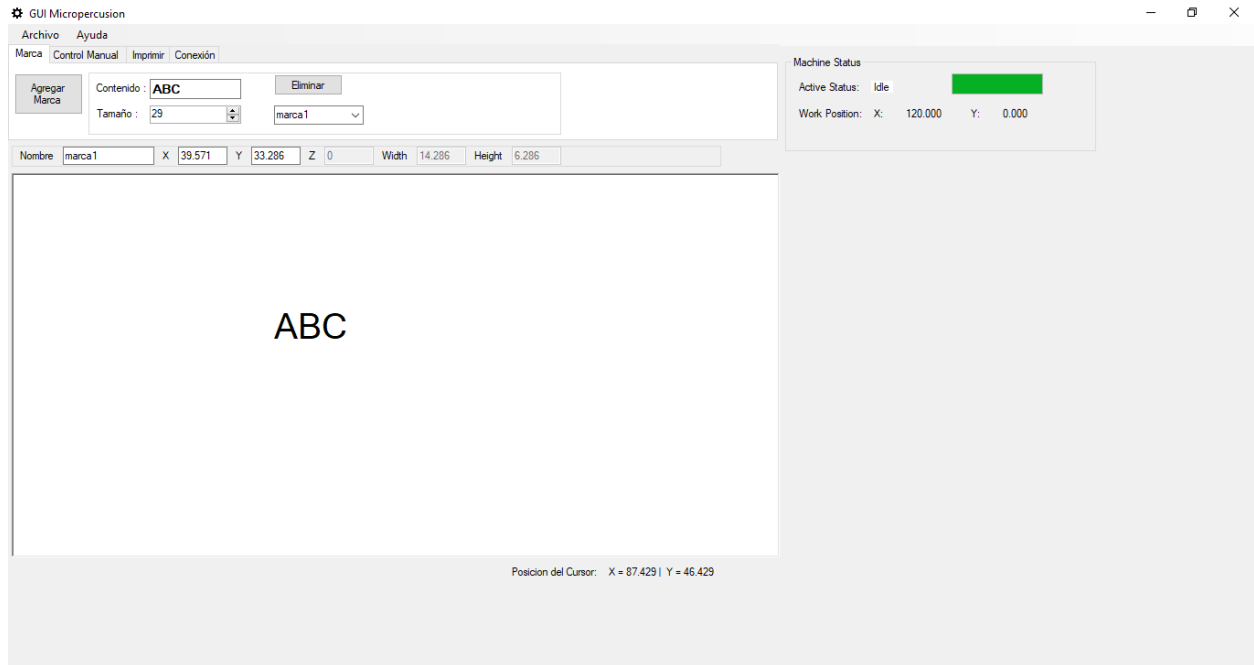 GUI Micropercusion
Archivo Ayuda
Marca Control Manual Imprimir Conexión
Agregar Marca
Contenido : ABC
Eliminar
Tamaño : 29
marca1
Nombre marca1 X 39.571 Y 33.286 Z 0 Width 14.286 Height 6.286
ABC
Posicion del Cursor: X = 87.429 | Y = 46.429
Machine Status
Active Status: Idle
Work Position: X: 120.000 Y: 0.000